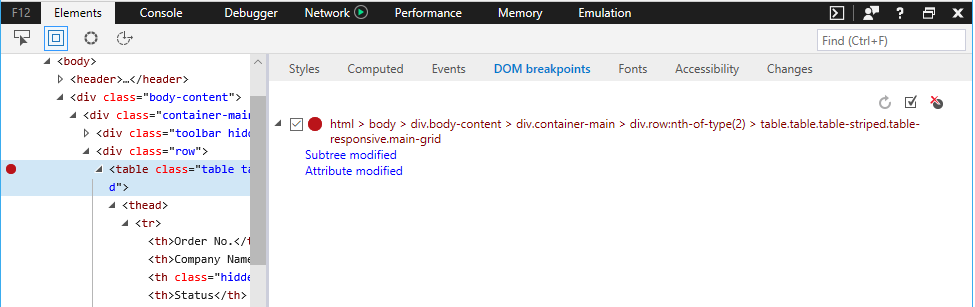 F12 Elements Console Debugger Network Performance Memory Emulation ?
Find (Ctrl+F)
<body>
<header>…</header>
<div class="body-content">
<div class="container-main
<div class="toolbar hidd
<div class="row">
<table class="table ta
d">
<thead>
<tr>
<th>Order No.</t
<th>Company Name
<th class="hidde
<th>Status</th>
Styles Computed Events DOM breakpoints Fonts Accessibility Changes
html > body > div.body-content > div.container-main > div.row:nth-of-type(2) > table.table.table-striped.table-
responsive.main-grid
Subtree modified
Attribute modified